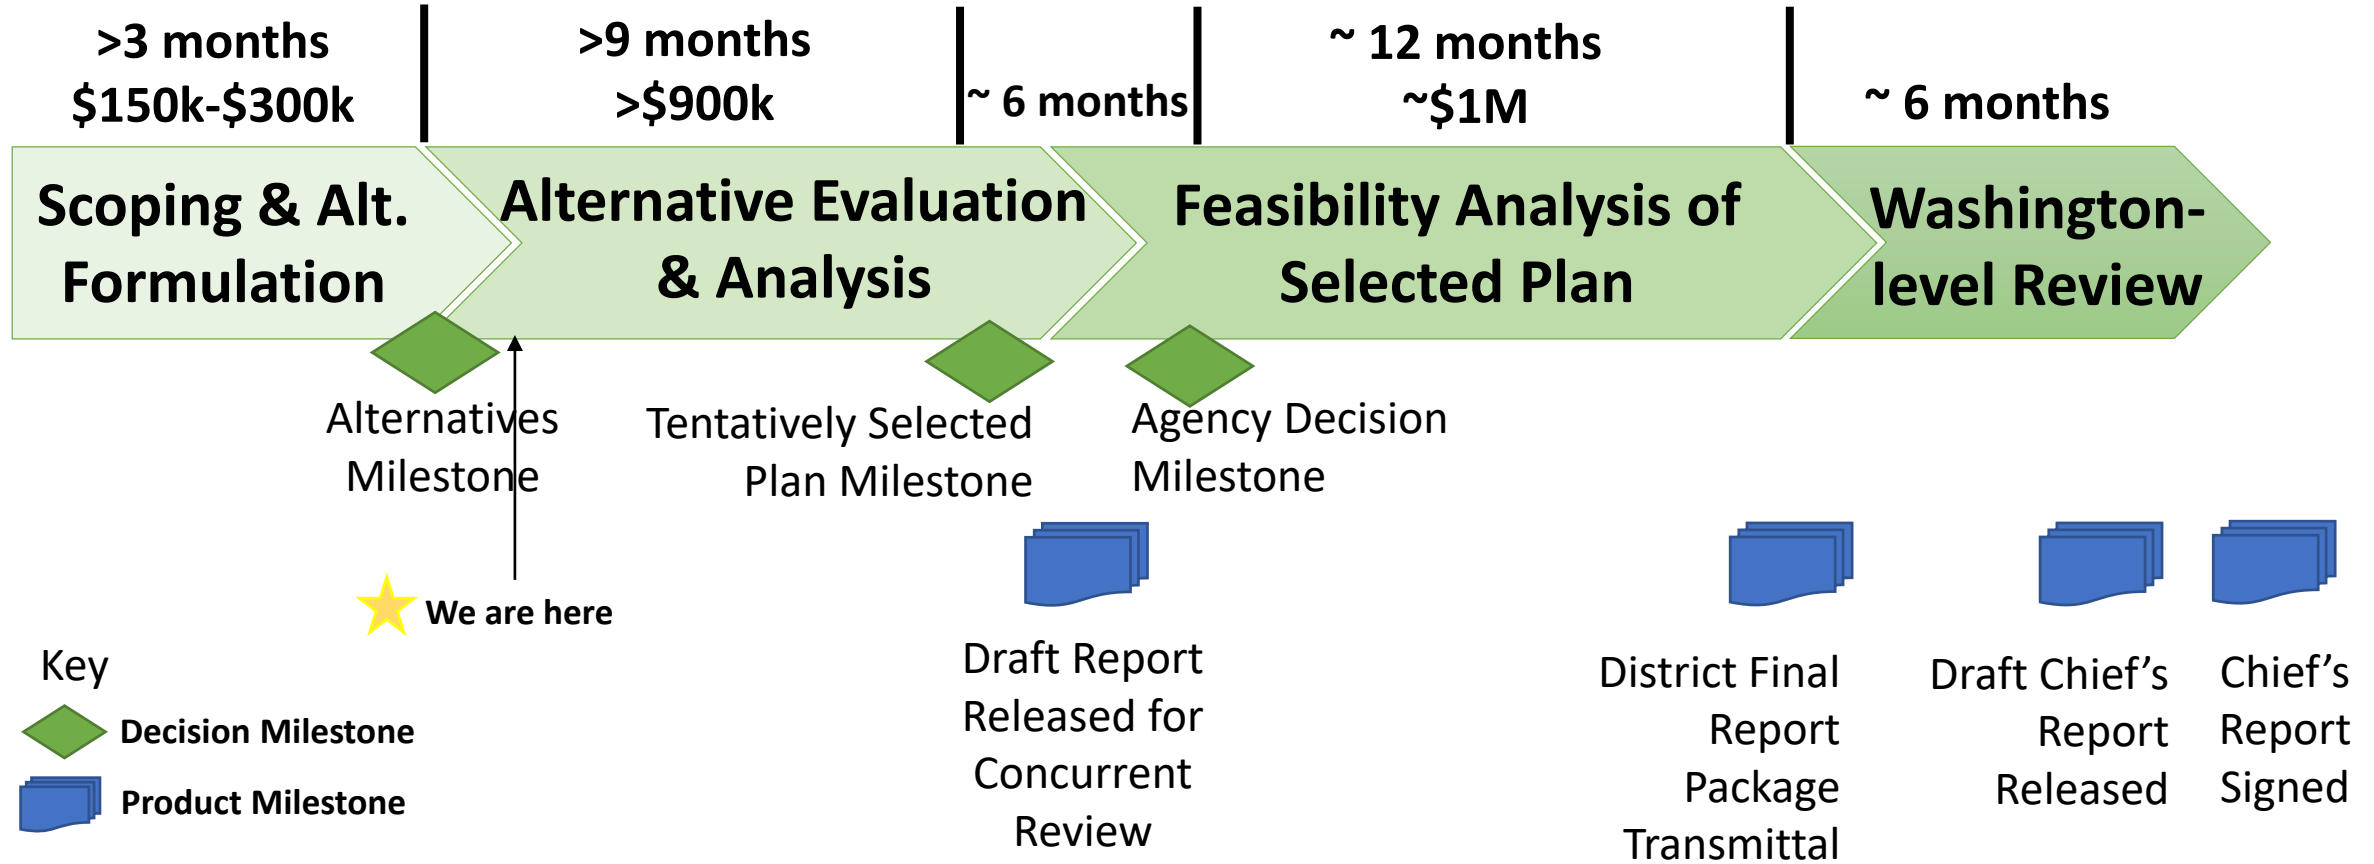 >3 months
$150k-$300k
>9 months
>$900k
~ 6 months
~ 12 months
~$1M
~ 6 months
Scoping & Alt.
Formulation
Alternative Evaluation
& Analysis
Feasibility Analysis of
Selected Plan
Washington-
level Review
Alternatives
Milestone
Tentatively Selected
Plan Milestone
Agency Decision
Milestone
We are here
Key
Decision Milestone
Product Milestone
Draft Report
Released for
Concurrent
Review
District Final
Report
Package
Transmittal
Draft Chief’s
Report
Released
Chief’s
Report
Signed